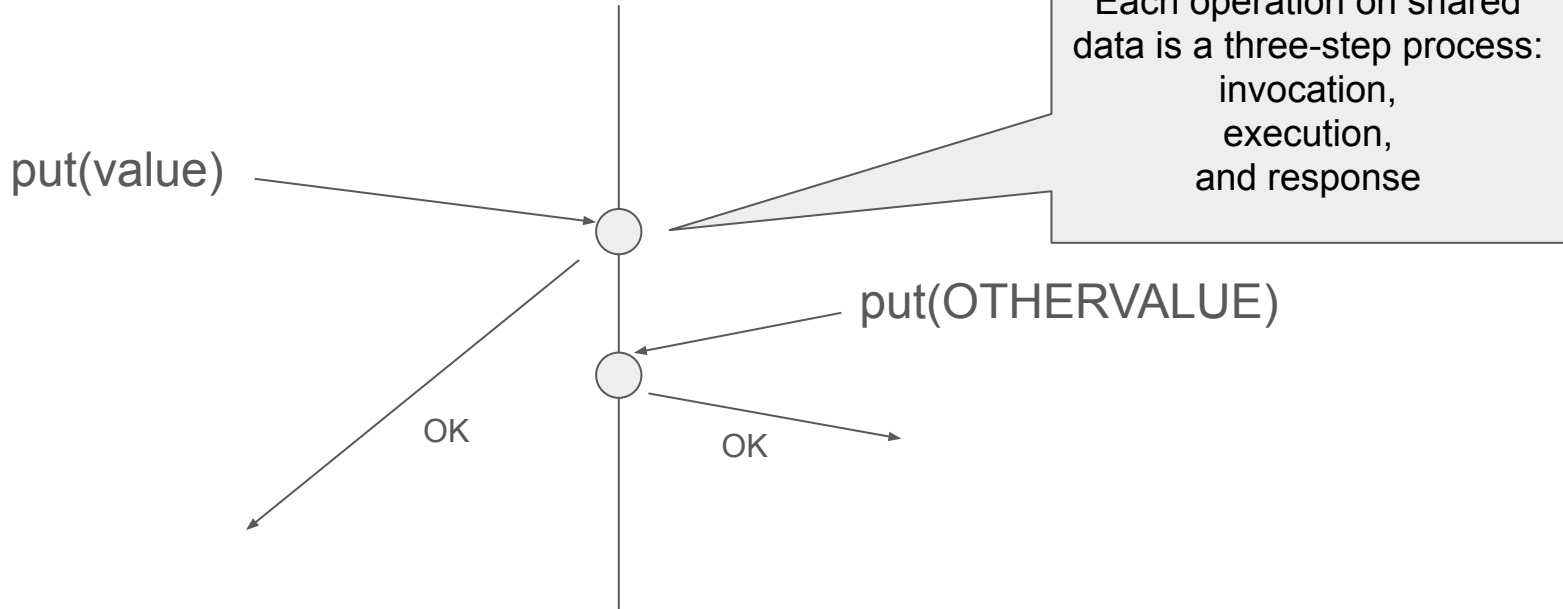 Each operation on shared
data is a three-step process:
invocation,
execution,
and response
put(value)
put(OTHERVALUE)
OK
OK